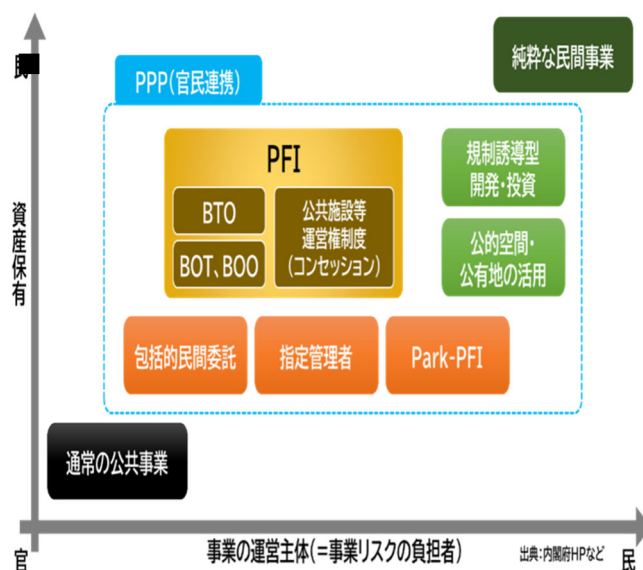 純粋な民間事業
PPP(官民連携)
PFI
BTO
BOT、BOO
公共施設等
運営権制度
(コンセッション)
規制誘導型
開発・投資
公的空間・
公有地の活用
包括的民間委託
指定管理者
Park-PFI
通常の公共事業
資産保有
官
事業の運営主体(=事業リスクの負担者)
出典:内閣府HPなど
民